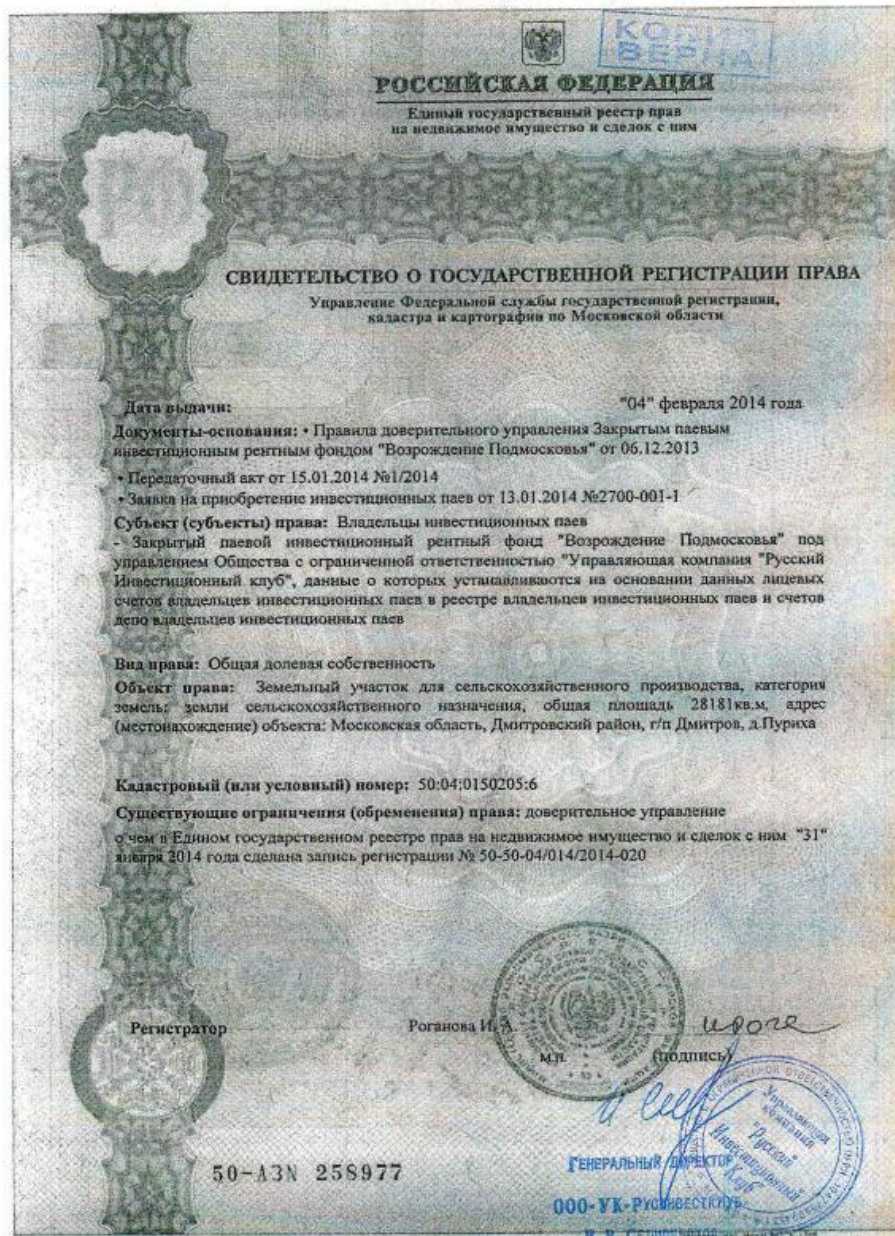 КОПИЯ
ВЕРНА
РОССИЙСКАЯ ФЕДЕРАЦИЯ
Единый государственный реестр прав
на недвижимое имущество и сделок с ним
СВИДЕТЕЛЬСТВО О ГОСУДАРСТВЕННОЙ РЕГИСТРАЦИИ ПРАВА
Управление Федеральной службы государственной регистрации,
кадастра и картографии по Московской области
Дата выдачи: "04" февраля 2014 года
Документы-основания: • Правила доверительного управления Закрытым паевым
инвестиционным рентным фондом "Возрождение Подмосковья" от 06.12.2013
• Передаточный акт от 15.01.2014 №1/2014
• Заявка на приобретение инвестиционных паев от 13.01.2014 №2700-001-1
Субъект (субъекты) права: Владельцы инвестиционных паев
- Закрытый паевой инвестиционный рентный фонд "Возрождение Подмосковья" под
управлением Общества с ограниченной ответственностью "Управляющая компания "Русский
Инвестиционный клуб", данные о которых устанавливаются на основании данных лицевых
счетов владельцев инвестиционных паев в реестре владельцев инвестиционных паев и счетов
депо владельцев инвестиционных паев
Вид права: Общая долевая собственность
Объект права: Земельный участок для сельскохозяйственного производства, категория
земель: земли сельскохозяйственного назначения, общая площадь 28181кв.м, адрес
(местонахождение) объекта: Московская область, Дмитровский район, г/п Дмитров, д.Пуриха
Кадастровый (или условный) номер: 50:04:0150205:6
Существующие ограничения (обременения) права: доверительное управление
о чем в Едином государственном реестре прав на недвижимое имущество и сделок с ним "31"
января 2014 года сделана запись регистрации № 50-50-04/014/2014-020
Регистратор Роганова И. А.
м.п. (подпись)
Управляющая
компания
"Русский
Инвестиционный
Клуб"
ГЕНЕРАЛЬНЫЙ ДИРЕКТОР
ООО-УК-РУСИНВЕСТКЛУБ-
50-АЗN 258977